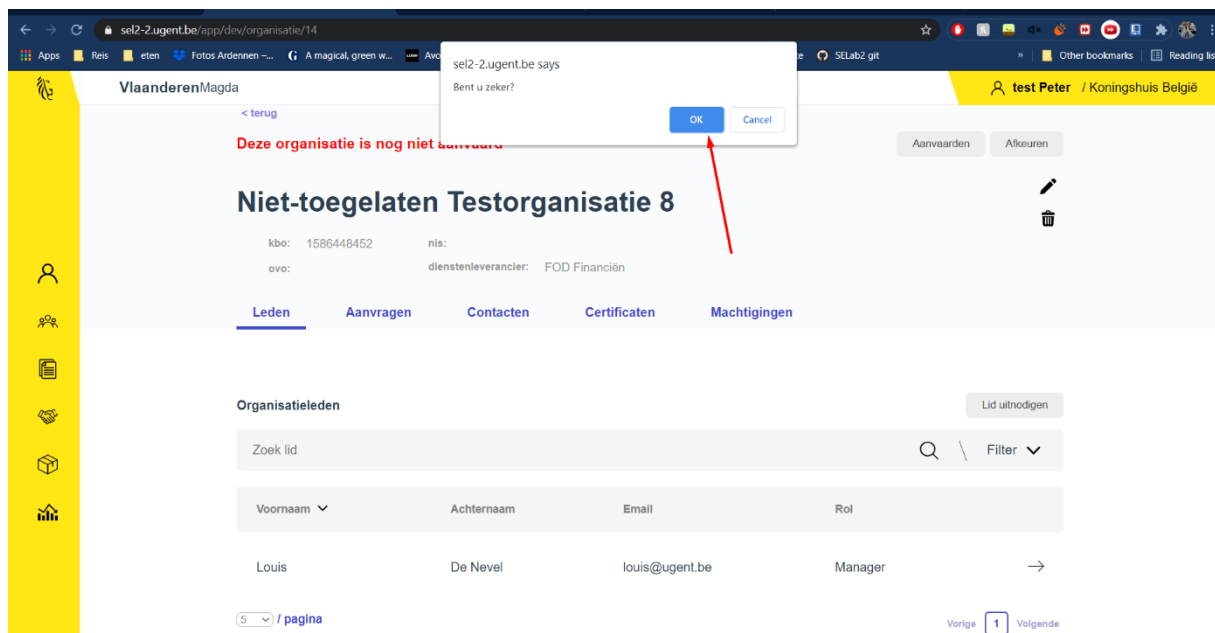 sel2-2.ugent.be/app/dev/organisatie/14
Apps Reis eten Fotos Ardennen –... A magical, green w... SELab2 git » Other bookmarks Reading lis
sel2-2.ugent.be says
Bent u zeker?
OK Cancel
VlaanderenMagda
test Peter / Koningshuis België
< terug
Deze organisatie is nog niet aanvaard
Aanvaarden Afkeuren
Niet-toegelaten Testorganisatie 8
kbo: 1586448452 nis:
ovo: dienstenleverancier: FOD Financiën
Leden Aanvragen Contacten Certificaten Machtigingen
Organisatieleden Lid uitnodigen
Zoek lid Filter
Voornaam Achternaam Email Rol
Louis De Nevel louis@ugent.be Manager
5 / pagina Vorige 1 Volgende